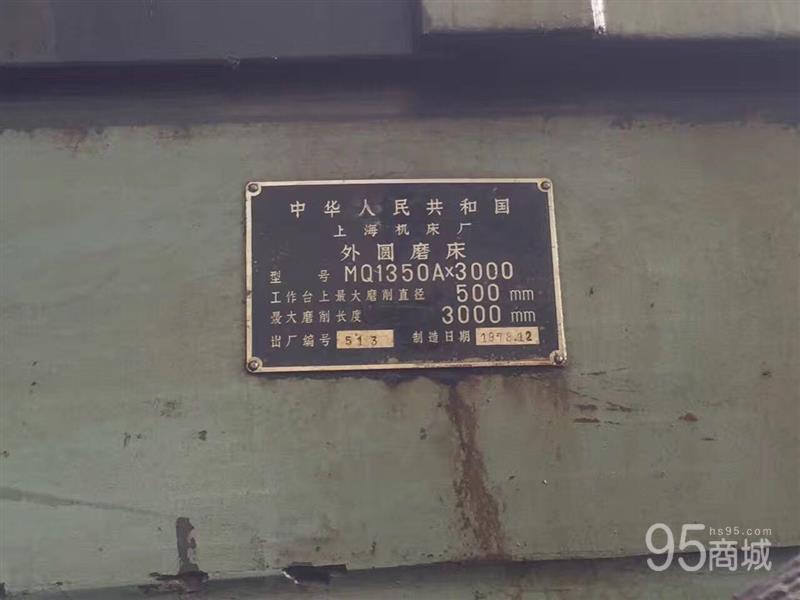 中华人民共和国
上海机床厂
外圆磨床
型号 MQ1350A×3000
工作台上最大磨削直径 500 mm
最大磨削长度 3000 mm
出厂编号 513 制造日期 1978.12
hs95.com
95商城